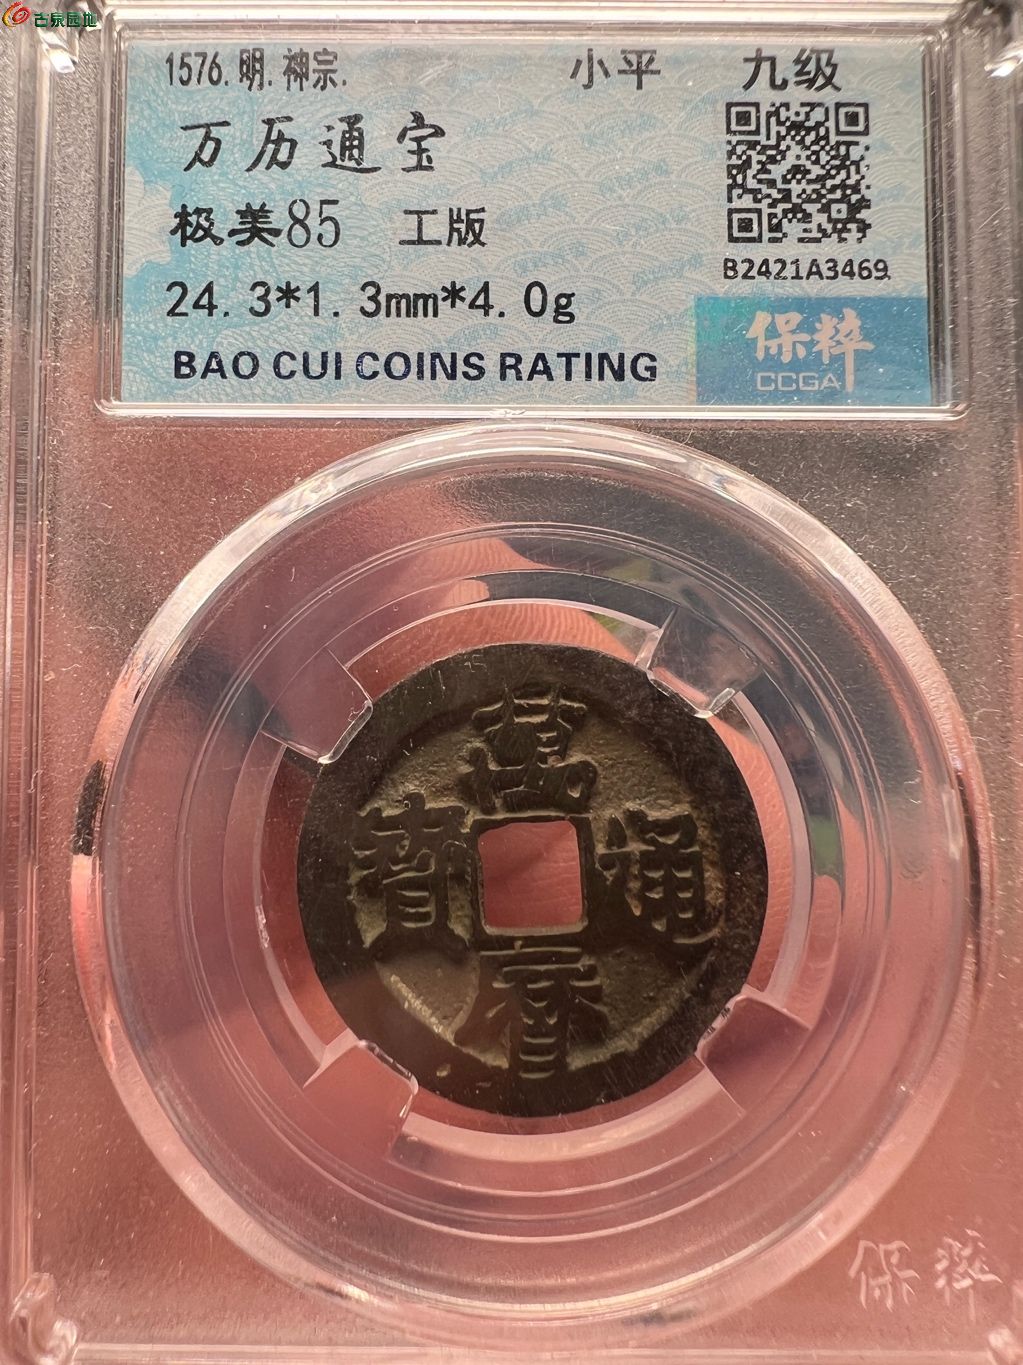 古泉园地
1576.明.神宗. 小平 九级
万历通宝
极美85 工版
B2421A3469
24.3*1.3mm*4.0g
保粹
CCGA
BAO CUI COINS RATING
萬
寶 通
曆
保粹